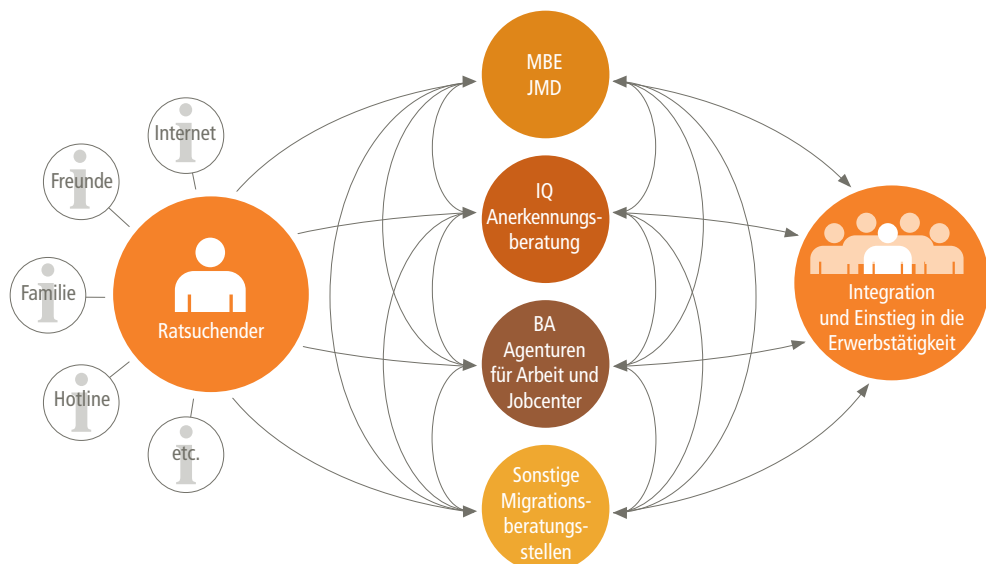 Internet
Freunde
Familie
Hotline
etc.
Ratsuchender
MBE
JMD
IQ
Anerkennungs-
beratung
BA
Agenturen
für Arbeit und
Jobcenter
Sonstige
Migrations-
beratungs-
stellen
Integration
und Einstieg in die
Erwerbstätigkeit